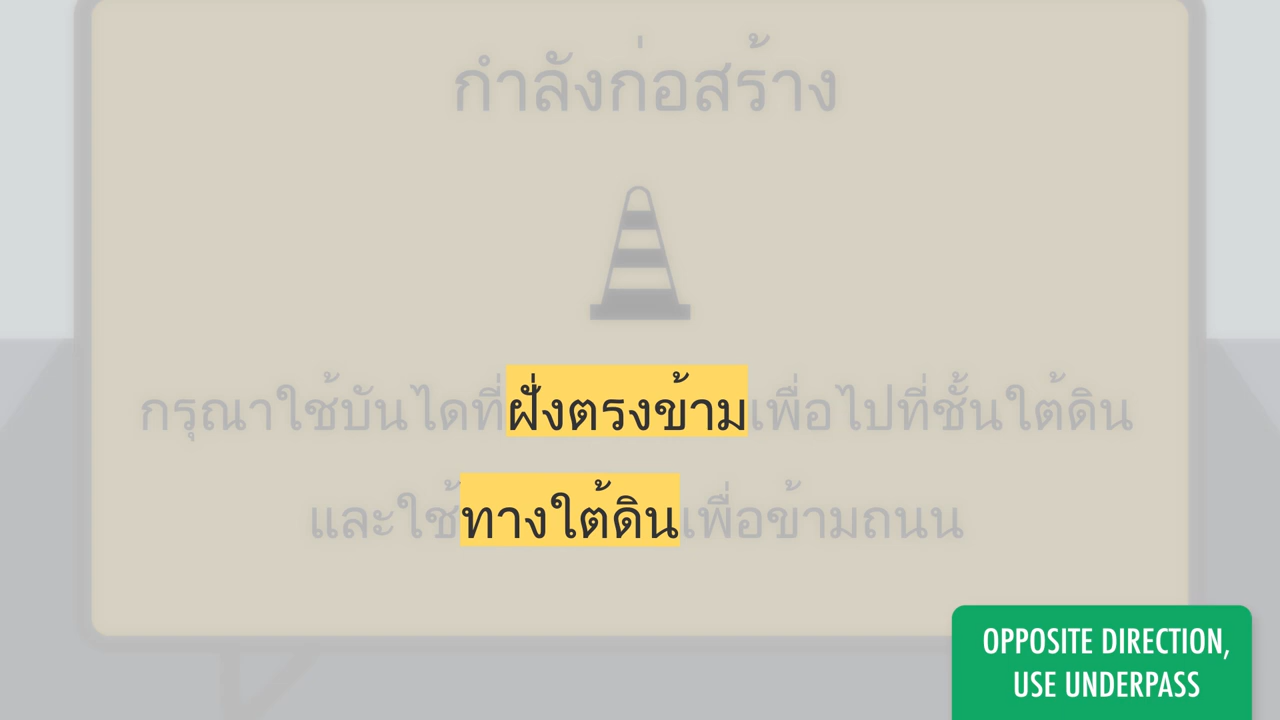 กำลังก่อสร้าง
กรุณาใช้บันไดที่ฝั่งตรงข้ามเพื่อไปที่ชั้นใต้ดิน
และใช้ทางใต้ดินเพื่อข้ามถนน
OPPOSITE DIRECTION,
USE UNDERPASS